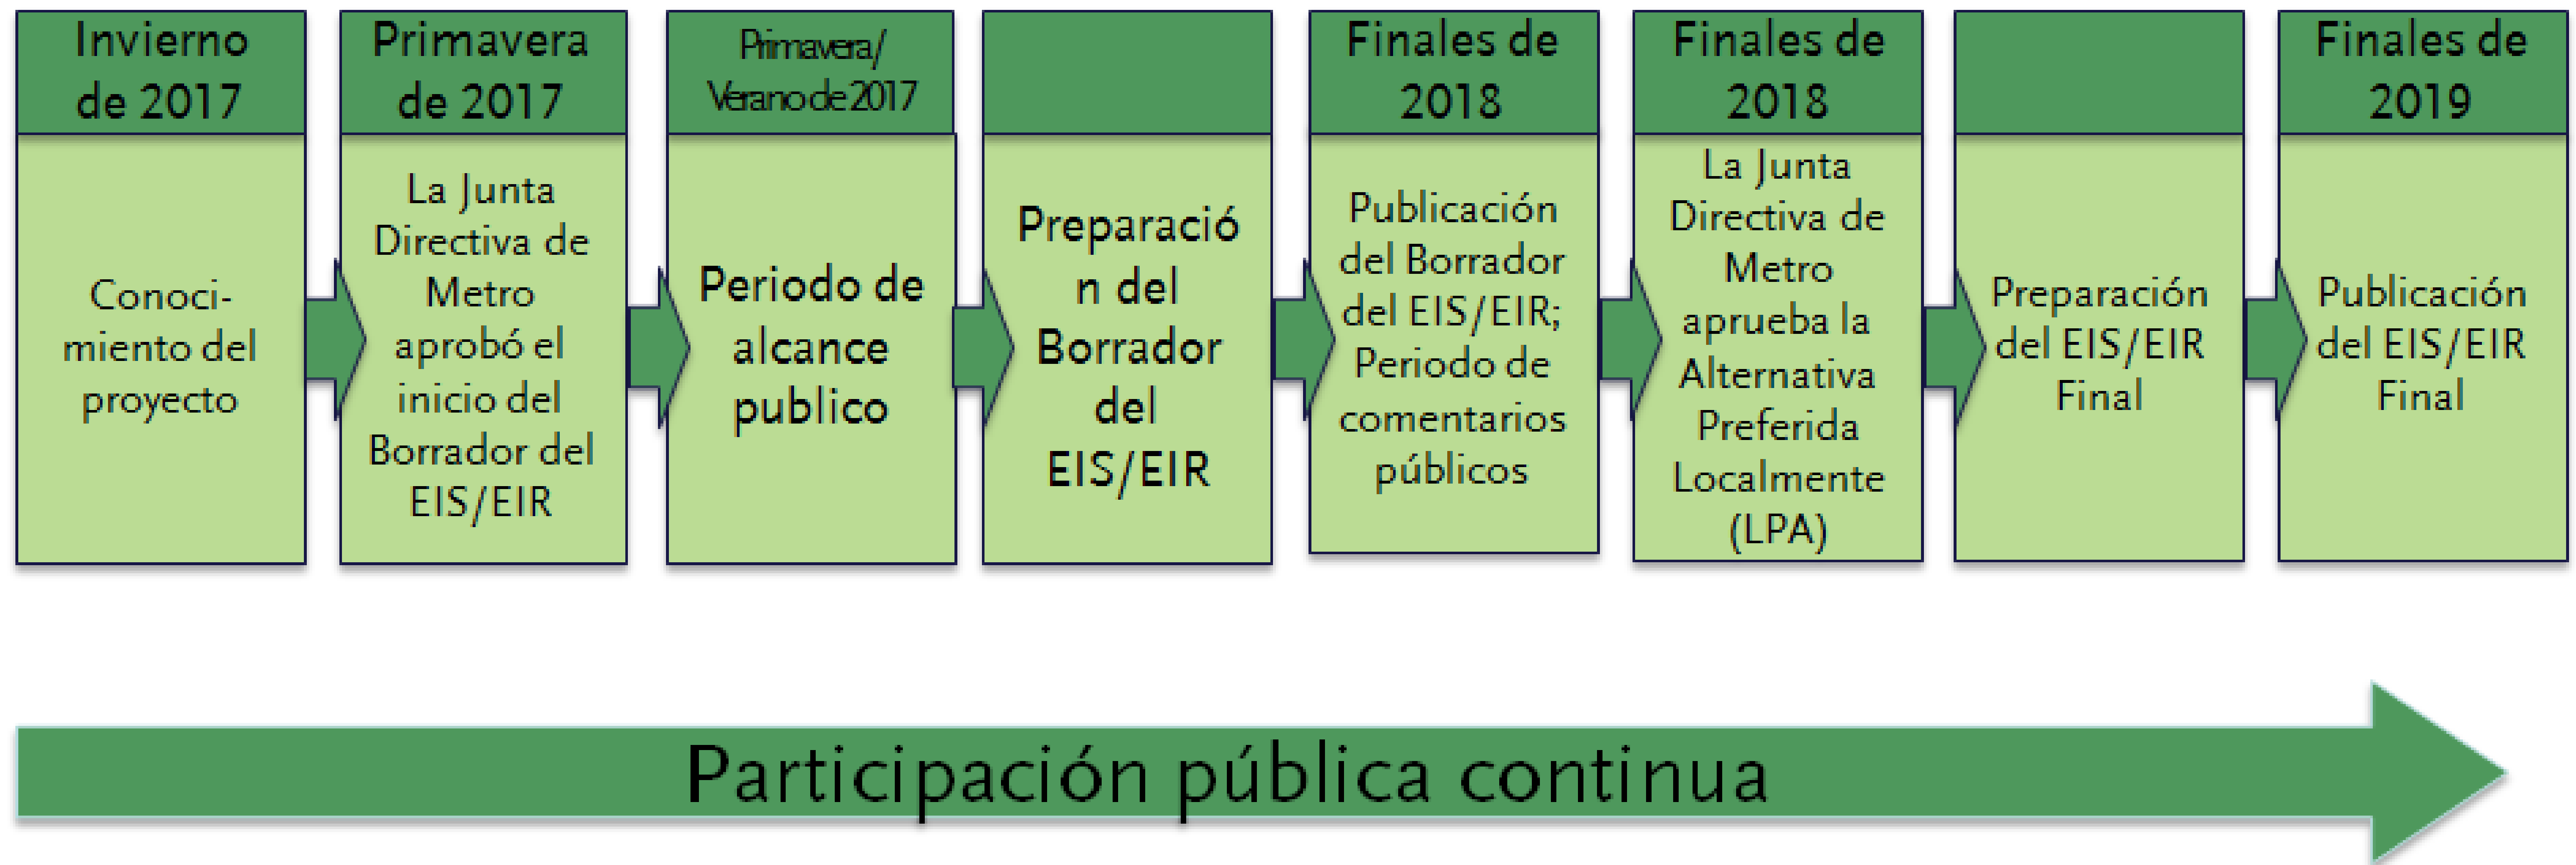 Invierno
de 2017
Conoci-
miento del
proyecto
Primavera
de 2017
La Junta
Directiva de
Metro
aprobó el
inicio del
Borrador del
EIS/EIR
Primavera/
Verano de 2017
Periodo de
alcance
publico
Preparació
n del
Borrador
del
EIS/EIR
Finales de
2018
Publicación
del Borrador
del EIS/EIR;
Periodo de
comentarios
públicos
Finales de
2018
La Junta
Directiva de
Metro
aprueba la
Alternativa
Preferida
Localmente
(LPA)
Preparación
del EIS/EIR
Final
Finales de
2019
Publicación
del EIS/EIR
Final
Participación pública continua